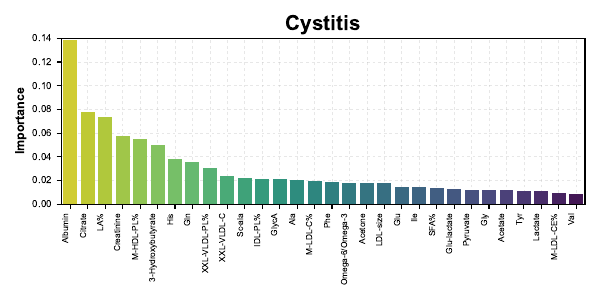 Cystitis
Importance
0.14
0.12
0.10
0.08
0.06
0.04
0.02
0.00
Albumin
Citrate
LA%
Creatinine
M-HDL-PL%
3-Hydroxybutyrate
His
Gln
XXL-VLDL-PL%
XXL-VLDL-C
Sc-ala
IDL-PL%
GlycA
Ala
M-LDL-C%
Phe
Omega-6/Omega-3
Acetone
LDL-size
Glu
Ile
SFA%
Glu-lactate
Pyruvate
Gly
Acetate
Tyr
Lactate
M-LDL-CE%
Val